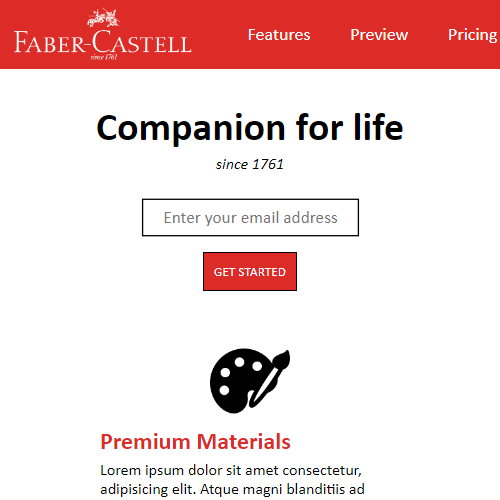 FABER-CASTELL
since 1761
Features
Preview
Pricing
Companion for life
since 1761
Enter your email address
GET STARTED
Premium Materials
Lorem ipsum dolor sit amet consectetur,
adipisicing elit. Atque magni blanditiis ad